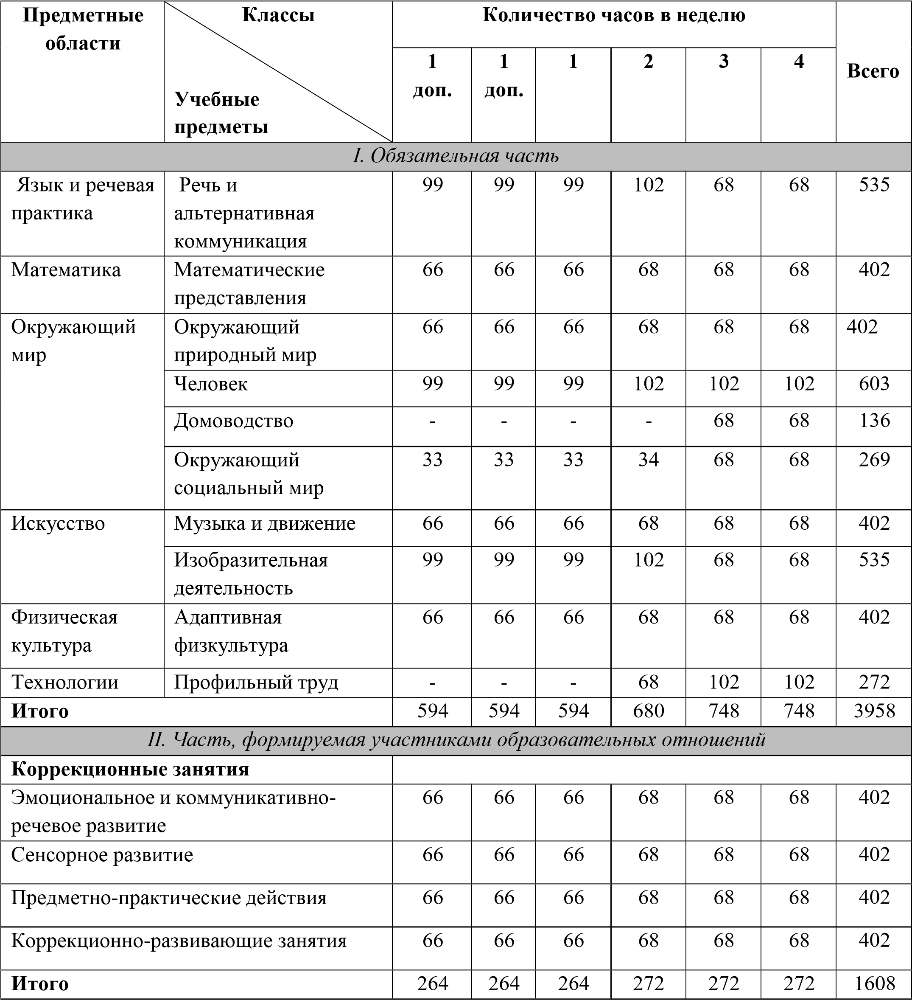 Предметные области Классы Количество часов в неделю Всего
Учебные предметы 1 доп. 1 доп. 1 2 3 4
I. Обязательная часть
Язык и речевая практика Речь и альтернативная коммуникация 99 99 99 102 68 68 535
Математика Математические представления 66 66 66 68 68 68 402
Окружающий мир Окружающий природный мир 66 66 66 68 68 68 402
Человек 99 99 99 102 102 102 603
Домоводство - - - - 68 68 136
Окружающий социальный мир 33 33 33 34 68 68 269
Искусство Музыка и движение 66 66 66 68 68 68 402
Изобразительная деятельность 99 99 99 102 68 68 535
Физическая культура Адаптивная физкультура 66 66 66 68 68 68 402
Технологии Профильный труд - - - 68 102 102 272
Итого 594 594 594 680 748 748 3958
II. Часть, формируемая участниками образовательных отношений
Коррекционные занятия
Эмоциональное и коммуникативно-
речевое развитие 66 66 66 68 68 68 402
Сенсорное развитие 66 66 66 68 68 68 402
Предметно-практические действия 66 66 66 68 68 68 402
Коррекционно-развивающие занятия 66 66 66 68 68 68 402
Итого 264 264 264 272 272 272 1608